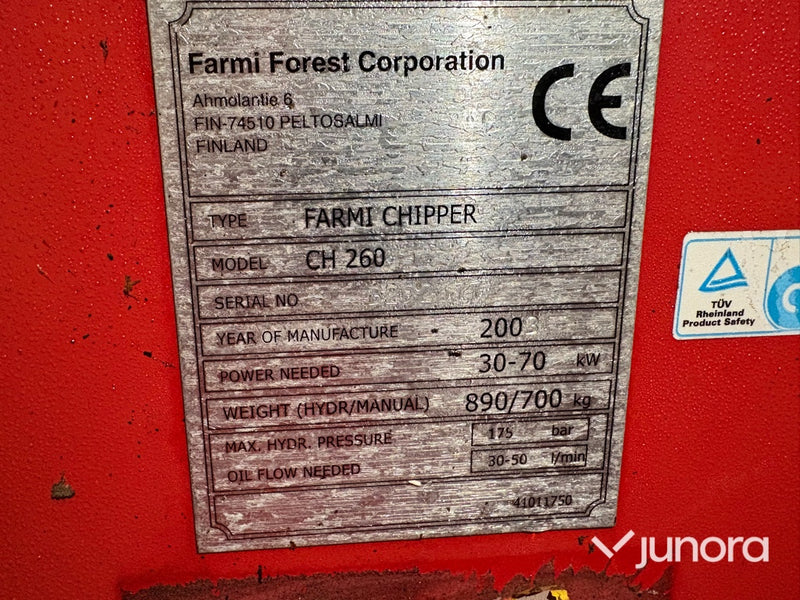 Farmi Forest Corporation
Ahmolantie 6
FIN-74510 PELTOSALMI
FINLAND
CE
TYPE FARMI CHIPPER
MODEL CH 260
SERIAL NO
YEAR OF MANUFACTURE 2003
POWER NEEDED 30-70 kW
WEIGHT (HYDR/MANUAL) 890/700 kg
MAX. HYDR. PRESSURE 175 bar
OIL FLOW NEEDED 30-50 l/min
41011750
TÜV
Rheinland
Product Safety
junora